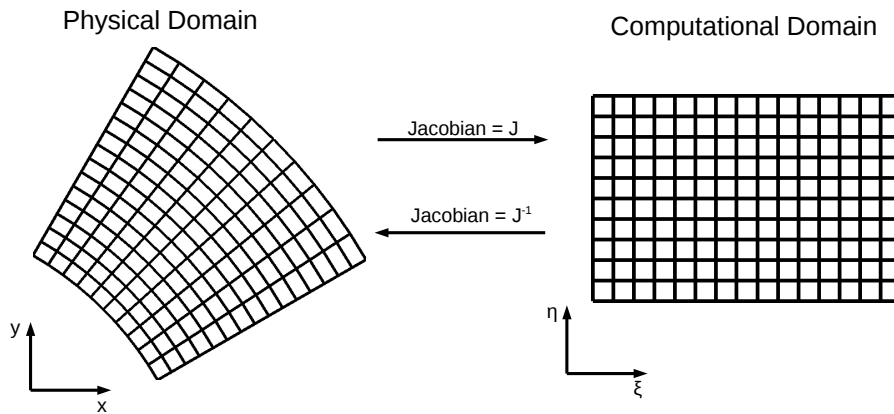 Physical Domain
Computational Domain
Jacobian = J
Jacobian = J⁻¹
y
x
η
ξ